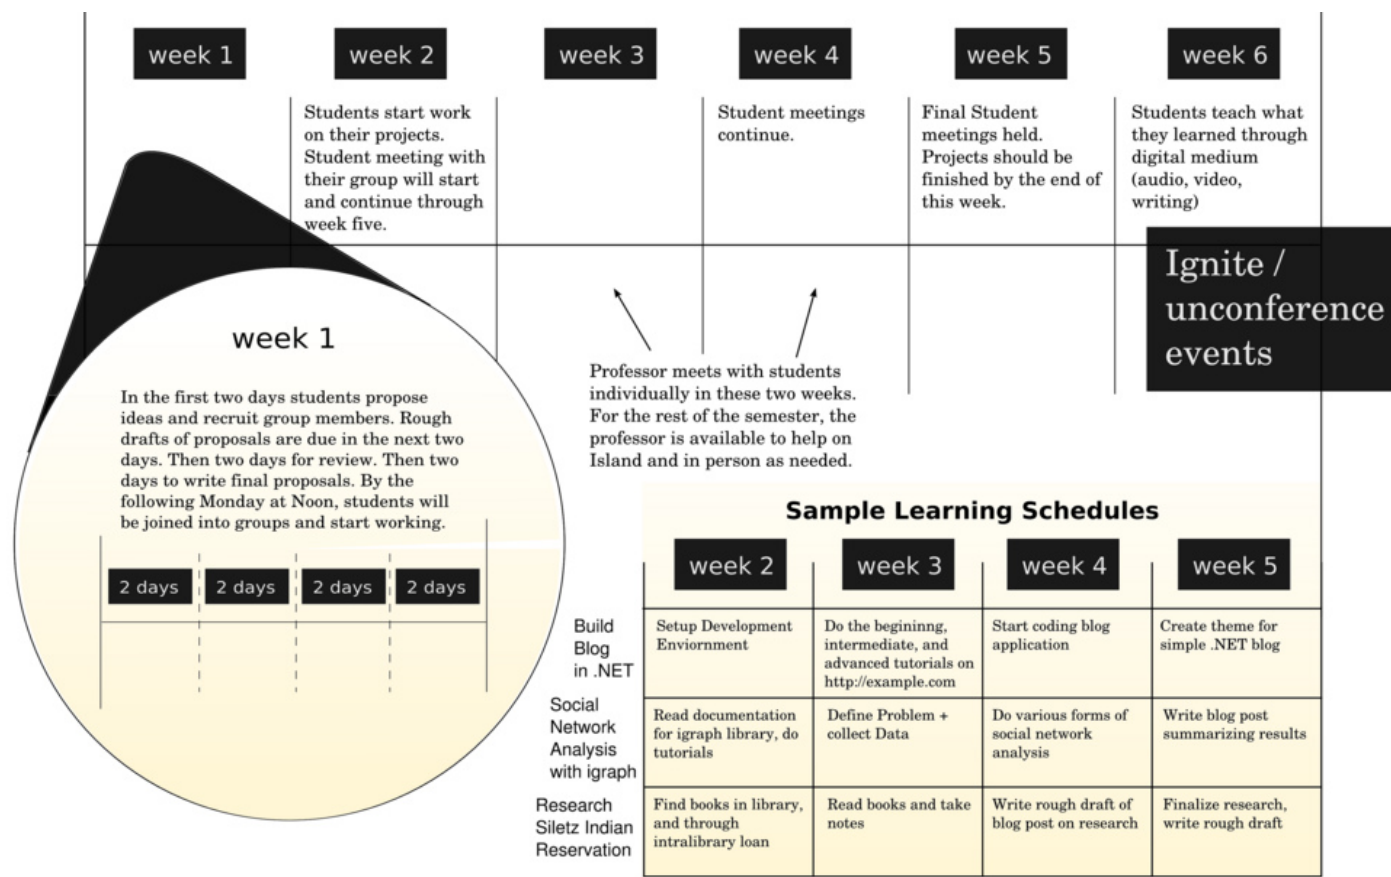 week 1
week 2
week 3
week 4
week 5
week 6
Students start work
on their projects.
Student meeting with
their group will start
and continue through
week five.
Student meetings
continue.
Final Student
meetings held.
Projects should be
finished by the end of
this week.
Students teach what
they learned through
digital medium
(audio, video,
writing)
Ignite /
unconference
events
week 1
In the first two days students propose
ideas and recruit group members. Rough
drafts of proposals are due in the next two
days. Then two days for review. Then two
days to write final proposals. By the
following Monday at Noon, students will
be joined into groups and start working.
2 days
2 days
2 days
2 days
Professor meets with students
individually in these two weeks.
For the rest of the semester, the
professor is available to help on
Island and in person as needed.
Sample Learning Schedules
week 2
week 3
week 4
week 5
Build
Blog
in .NET
Setup Development
Enviornment
Do the begininng,
intermediate, and
advanced tutorials on
http://example.com
Start coding blog
application
Create theme for
simple .NET blog
Social
Network
Analysis
with igraph
Read documentation
for igraph library, do
tutorials
Define Problem +
collect Data
Do various forms of
social network
analysis
Write blog post
summarizing results
Research
Siletz Indian
Reservation
Find books in library,
and through
intralibrary loan
Read books and take
notes
Write rough draft of
blog post on research
Finalize research,
write rough draft